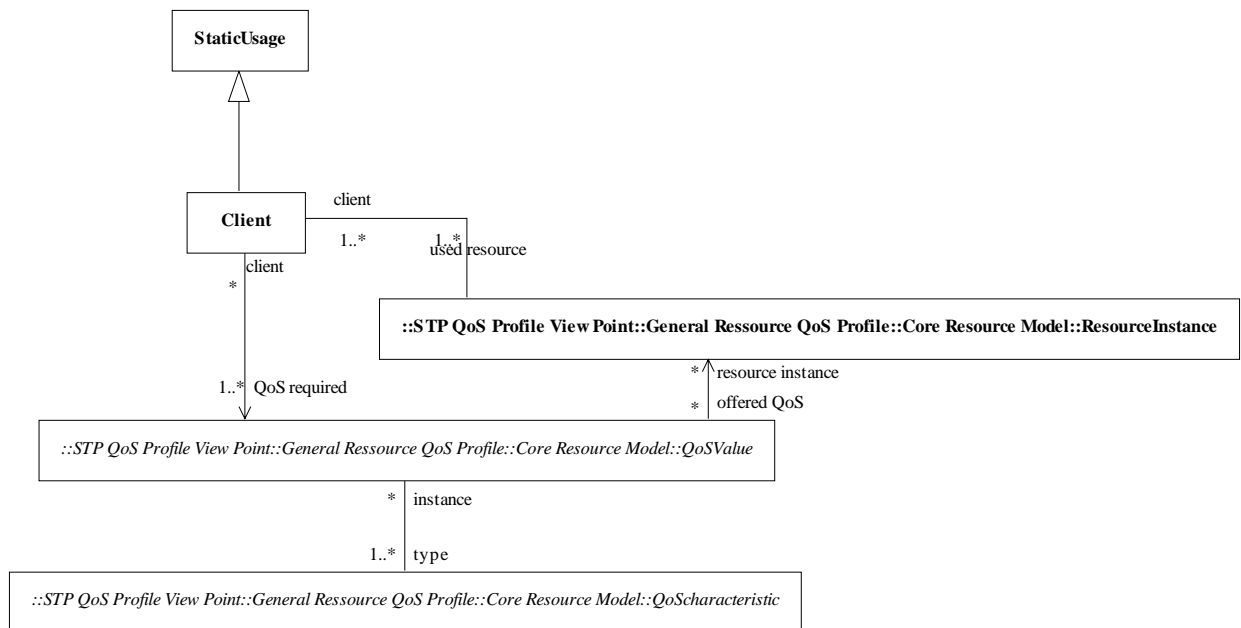 StaticUsage
Client
client
1..*
1..*
used resource
client
*
::STP QoS Profile View Point::General Ressource QoS Profile::Core Resource Model::ResourceInstance
* resource instance
1..* QoS required
* offered QoS
::STP QoS Profile View Point::General Ressource QoS Profile::Core Resource Model::QoSValue
* instance
1..* type
::STP QoS Profile View Point::General Ressource QoS Profile::Core Resource Model::QoScharacteristic